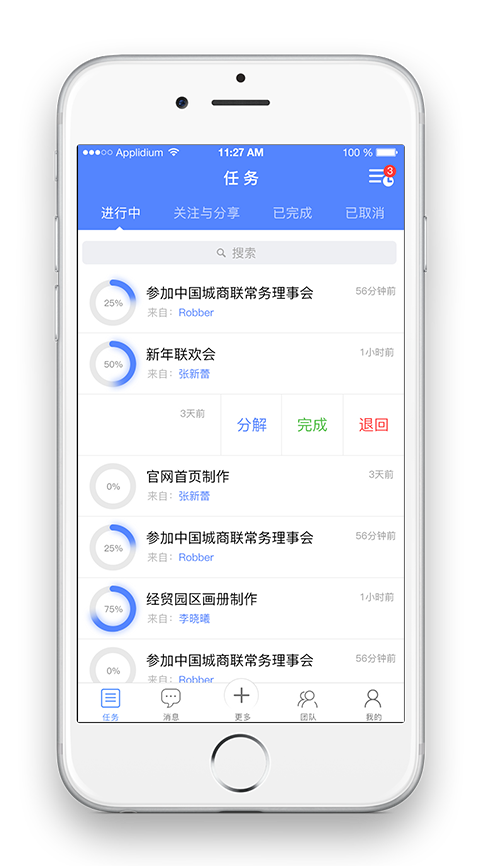 Applidium 11:27 AM 100 %
任务
3
进行中 关注与分享 已完成 已取消
搜索
25% 参加中国城商联常务理事会 56分钟前
来自: Robber
50% 新年联欢会 1小时前
来自: 张新蕾
3天前 分解 完成 退回
0% 官网首页制作 3天前
来自: 张新蕾
25% 参加中国城商联常务理事会 56分钟前
来自: Robber
75% 经贸园区画册制作 1小时前
来自: 李晓曦
0% 参加中国城商联常务理事会 56分钟前
来自: Robber
任务 消息 更多 团队 我的